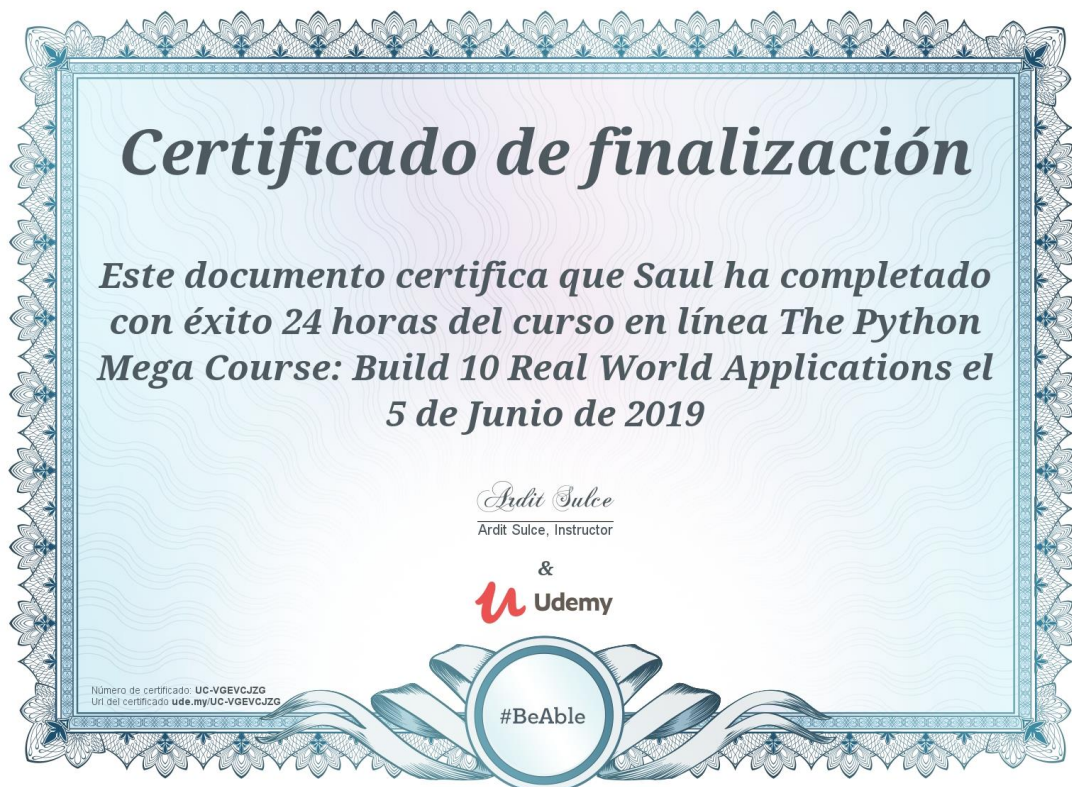 Certificado de finalización
Este documento certifica que Saul ha completado
con éxito 24 horas del curso en línea The Python
Mega Course: Build 10 Real World Applications el
5 de Junio de 2019
Ardit Sulce
Ardit Sulce, Instructor
&
Udemy
Número de certificado: UC-VGEVCJZG
Url del certificado ude.my/UC-VGEVCJZG
#BeAble